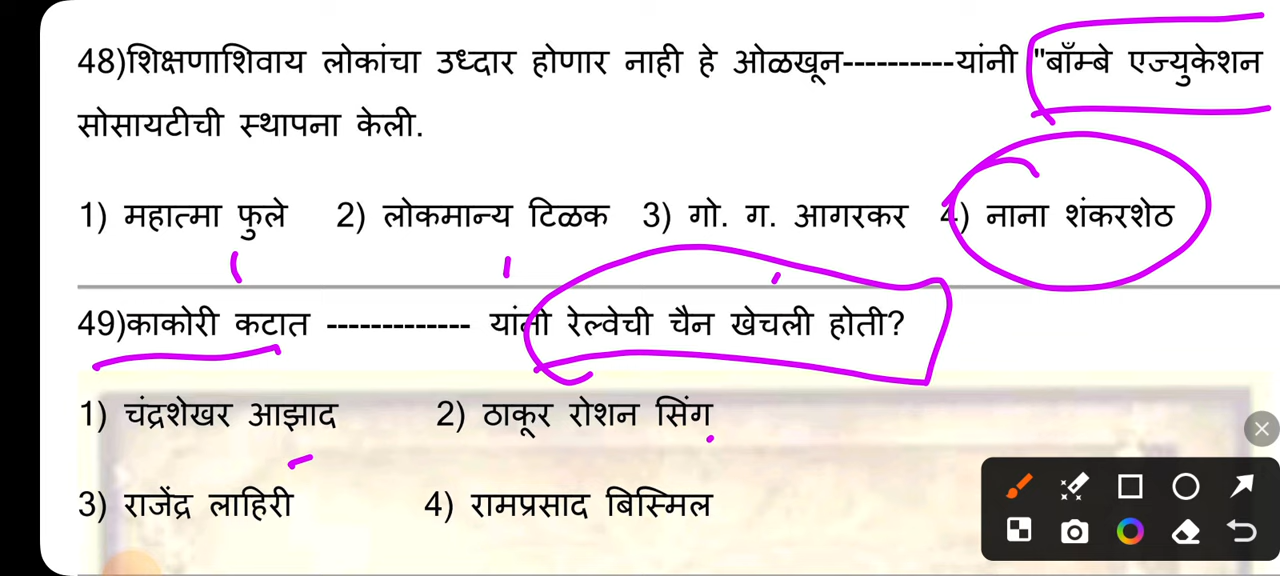 48)शिक्षणाशिवाय लोकांचा उध्दार होणार नाही हे ओळखून----------यांनी "बाँम्बे एज्युकेशन
सोसायटीची स्थापना केली.
1) महात्मा फुले 2) लोकमान्य टिळक 3) गो. ग. आगरकर 4) नाना शंकरशेठ
49)काकोरी कटात ------------- यांनी रेल्वेची चैन खेचली होती?
1) चंद्रशेखर आझाद 2) ठाकूर रोशन सिंग
3) राजेंद्र लाहिरी 4) रामप्रसाद बिस्मिल